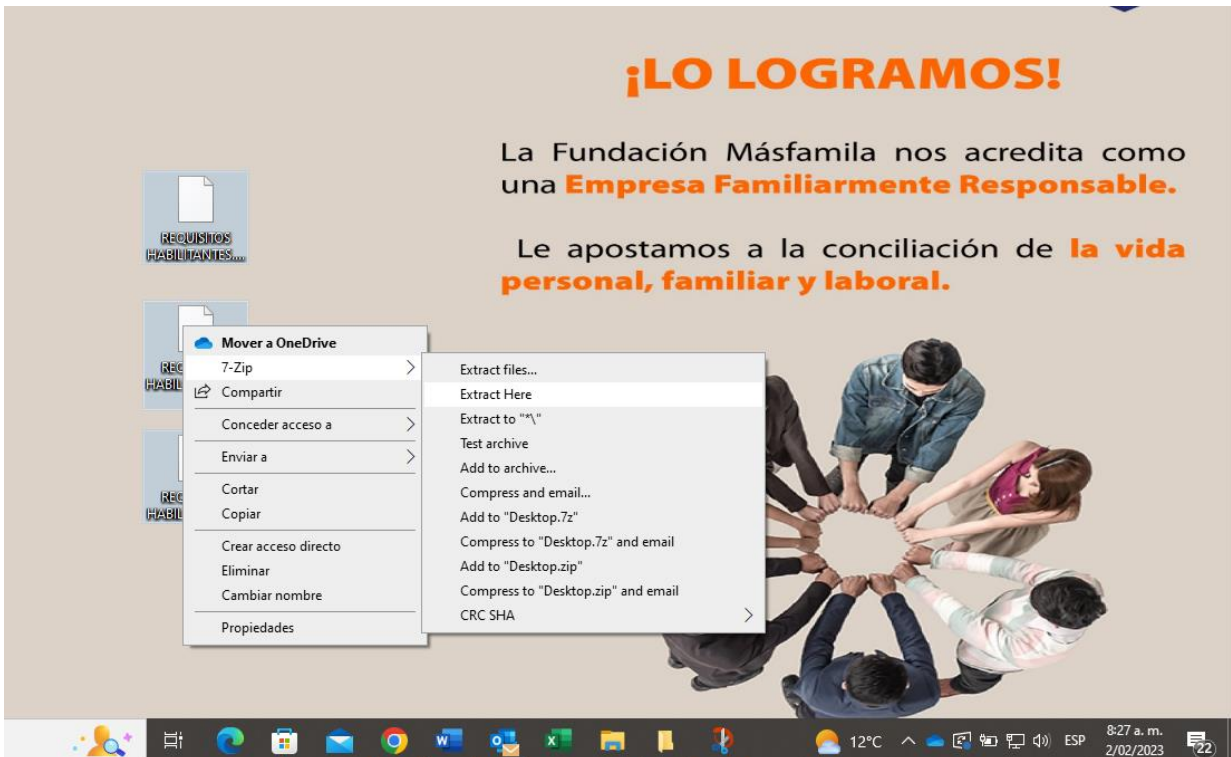 ¡LO LOGRAMOS!
La Fundación Másfamila nos acredita como
una Empresa Familiarmente Responsable.
Le apostamos a la conciliación de la vida
personal, familiar y laboral.
REQUISITOS
HABILITANTES....
REQ
HABIL
REQ
HABIL
Mover a OneDrive
7-Zip
Compartir
Conceder acceso a
Enviar a
Cortar
Copiar
Crear acceso directo
Eliminar
Cambiar nombre
Propiedades
Extract files...
Extract Here
Extract to "*\"
Test archive
Add to archive...
Compress and email...
Add to "Desktop.7z"
Compress to "Desktop.7z" and email
Add to "Desktop.zip"
Compress to "Desktop.zip" and email
CRC SHA
12°C
ESP
8:27 a. m.
2/02/2023
22